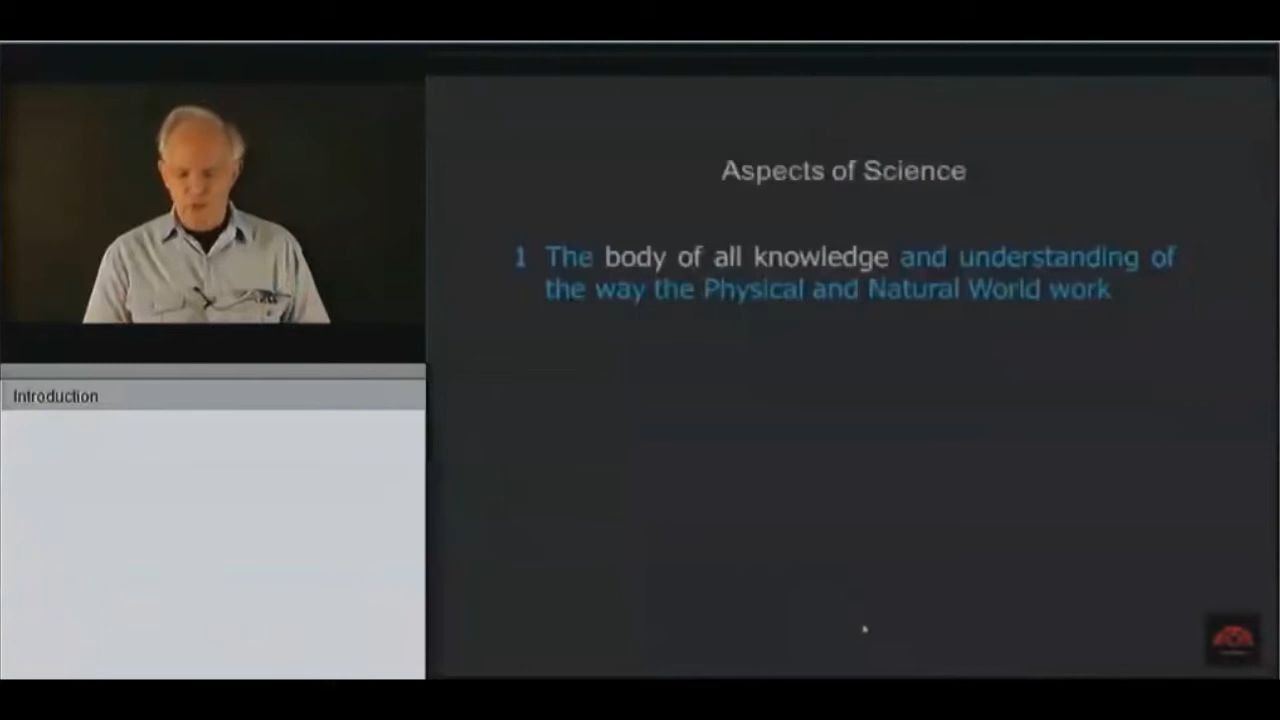 Aspects of Science
1 The body of all knowledge and understanding of
the way the Physical and Natural World work
Introduction